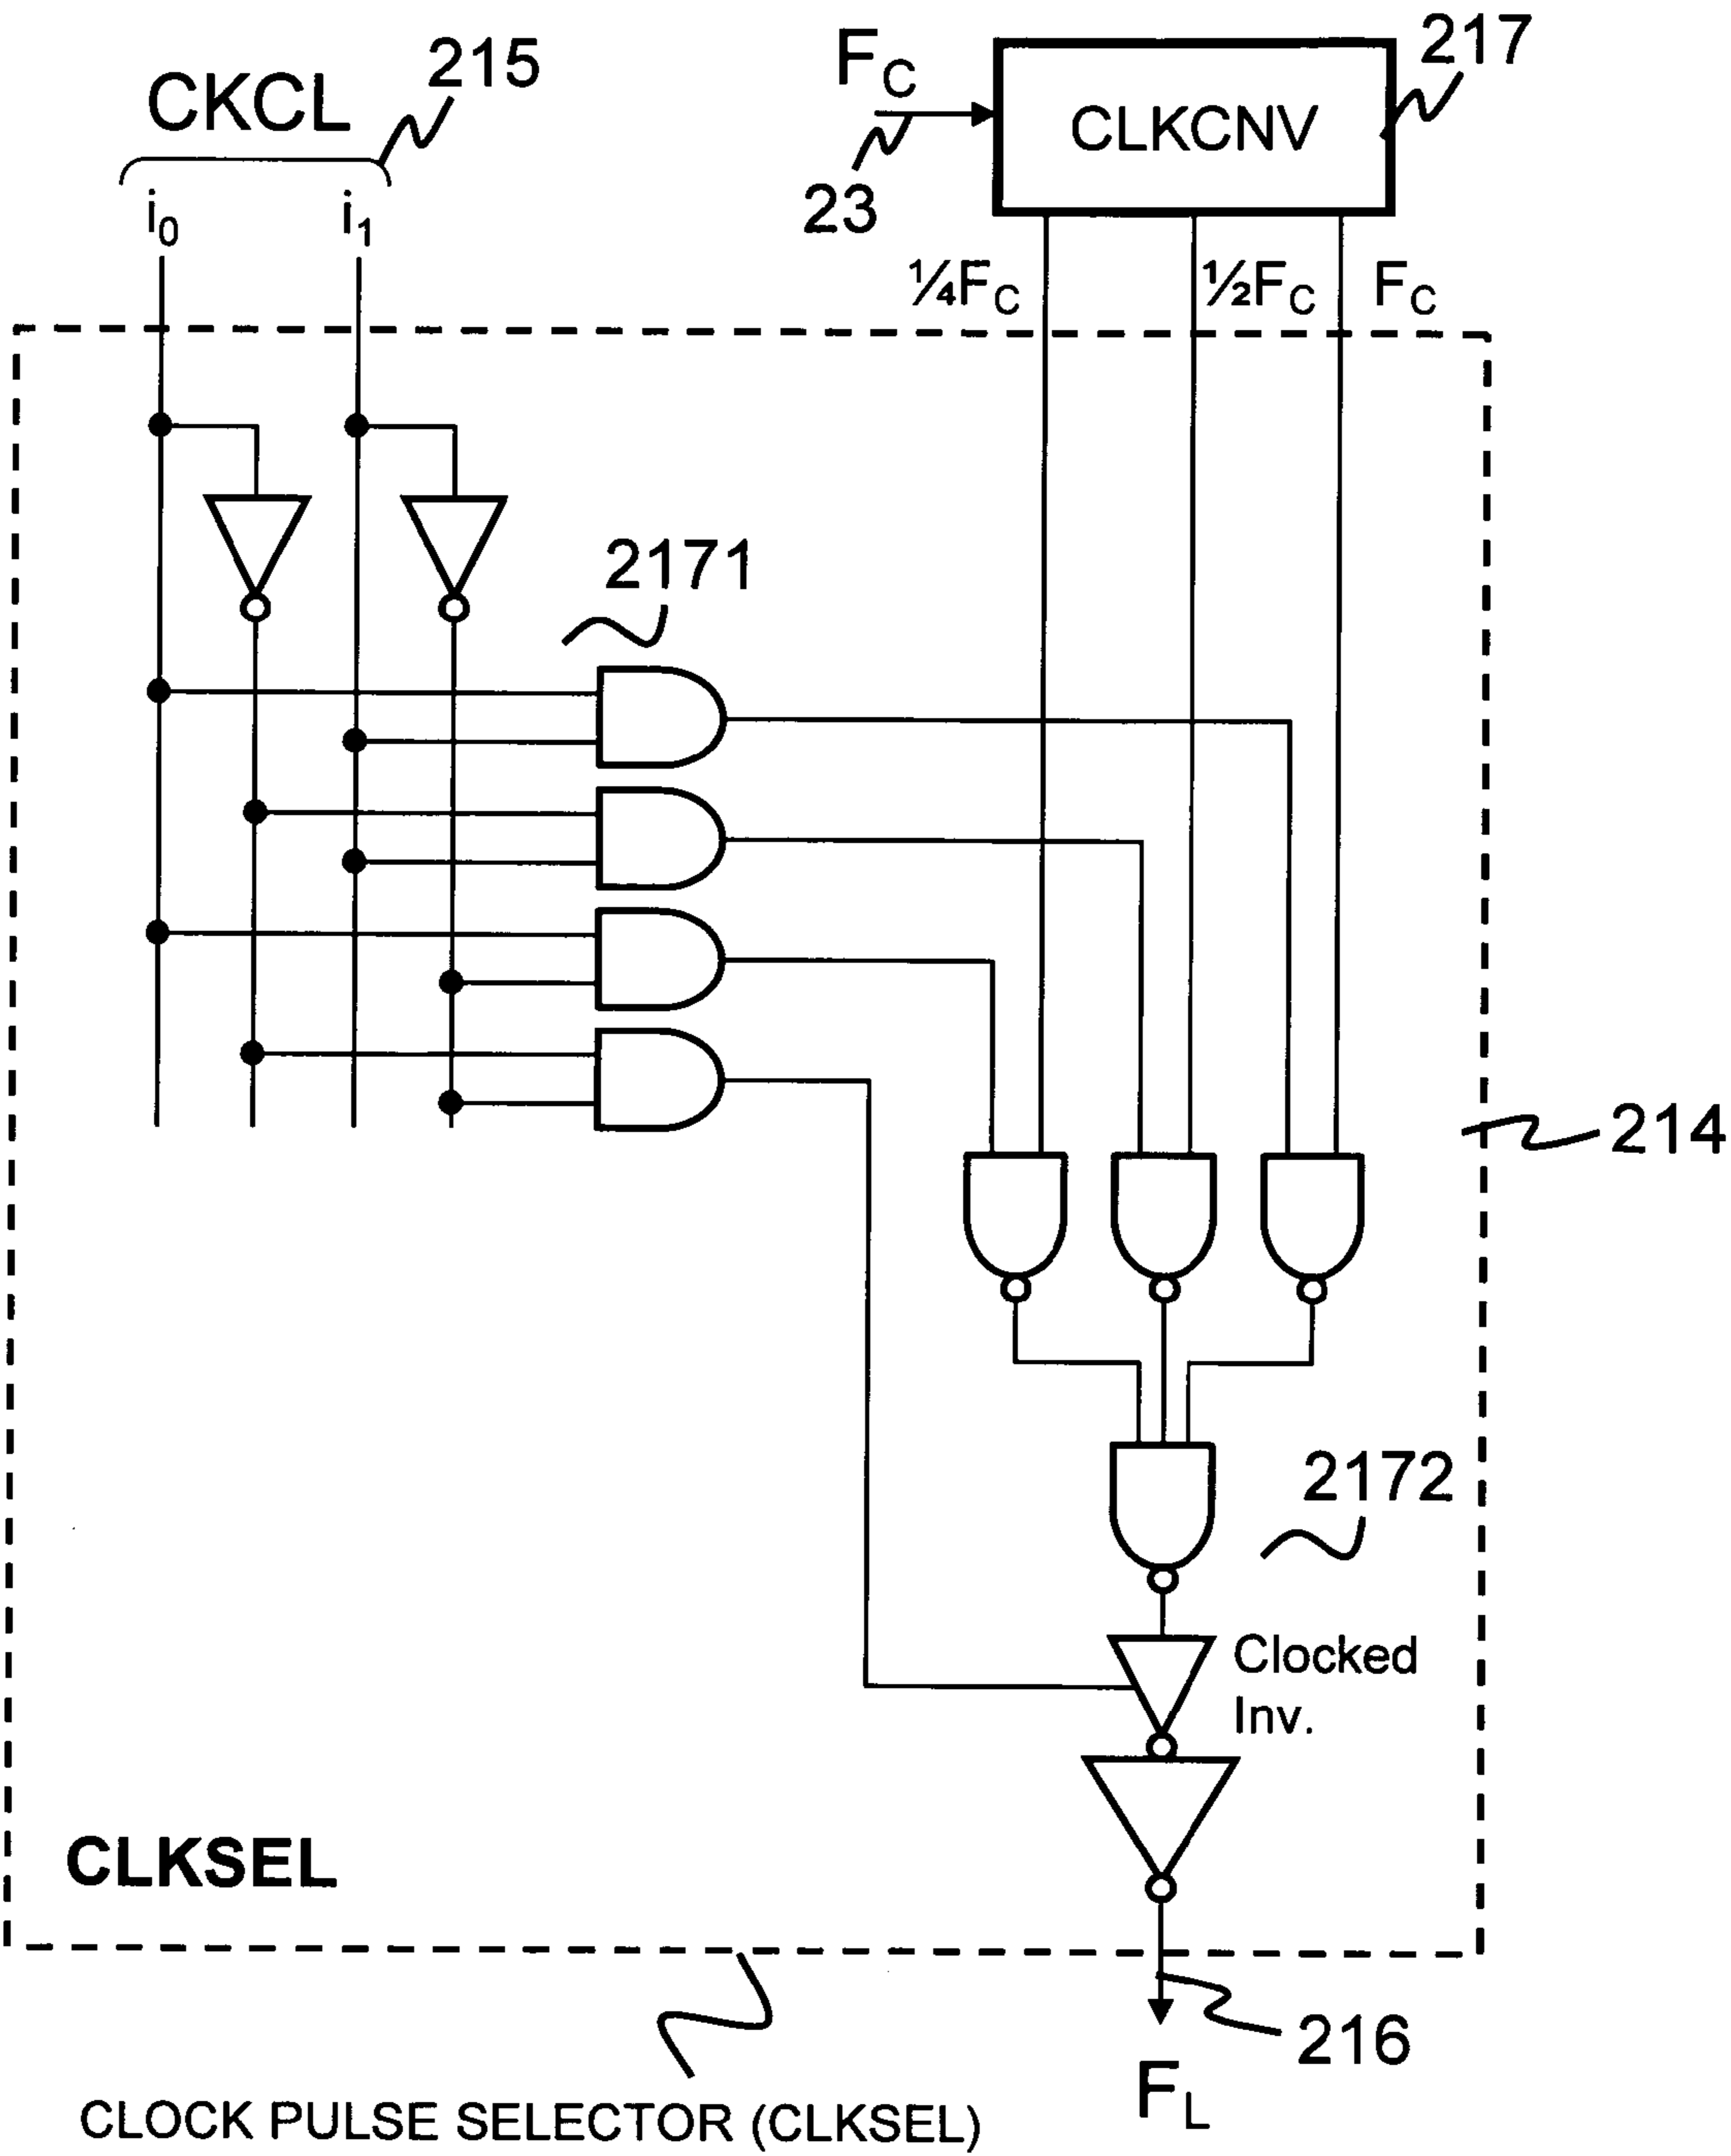 217
215
F_C
CKCL
CLKCNV
23
i_0
i_1
¼F_C
½F_C
F_C
2171
214
2172
Clocked
Inv.
CLKSEL
216
F_L
CLOCK PULSE SELECTOR (CLKSEL)